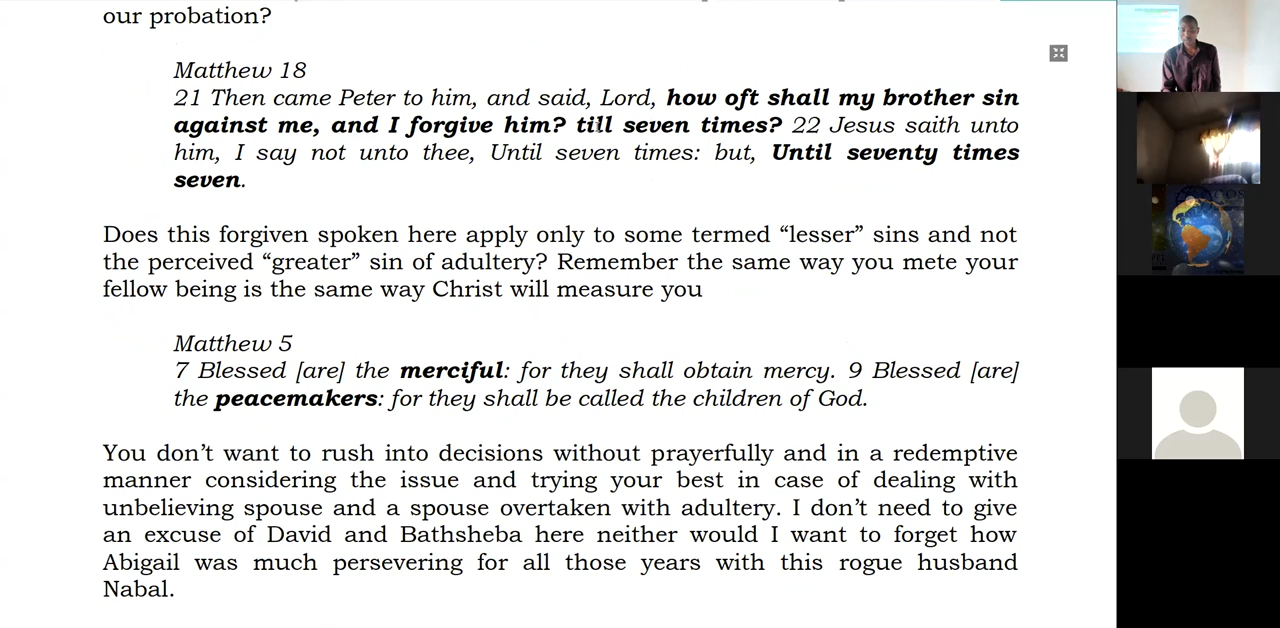 our probation?
Matthew 18
21 Then came Peter to him, and said, Lord, how oft shall my brother sin
against me, and I forgive him? till seven times? 22 Jesus saith unto
him, I say not unto thee, Until seven times: but, Until seventy times
seven.
Does this forgiven spoken here apply only to some termed “lesser” sins and not
the perceived “greater” sin of adultery? Remember the same way you mete your
fellow being is the same way Christ will measure you
Matthew 5
7 Blessed [are] the merciful: for they shall obtain mercy. 9 Blessed [are]
the peacemakers: for they shall be called the children of God.
You don’t want to rush into decisions without prayerfully and in a redemptive
manner considering the issue and trying your best in case of dealing with
unbelieving spouse and a spouse overtaken with adultery. I don’t need to give
an excuse of David and Bathsheba here neither would I want to forget how
Abigail was much persevering for all those years with this rogue husband
Nabal.